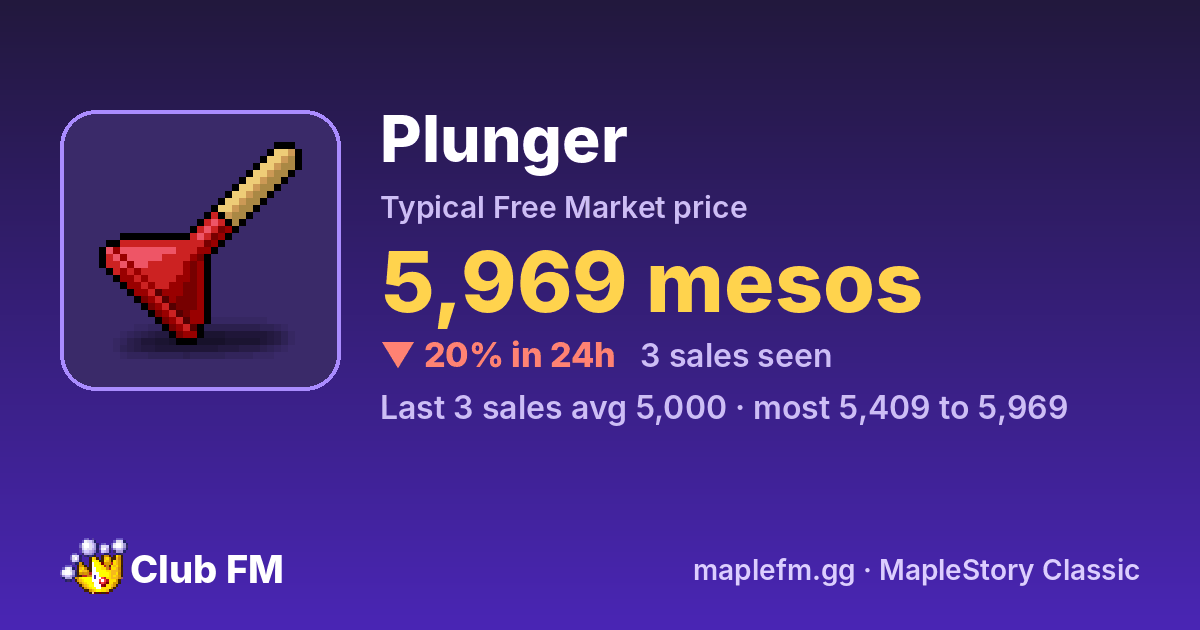 Plunger
Typical Free Market price
5,969 mesos
▼ 20% in 24h 3 sales seen
Last 3 sales avg 5,000 · most 5,409 to 5,969
Club FM
maplefm.gg · MapleStory Classic